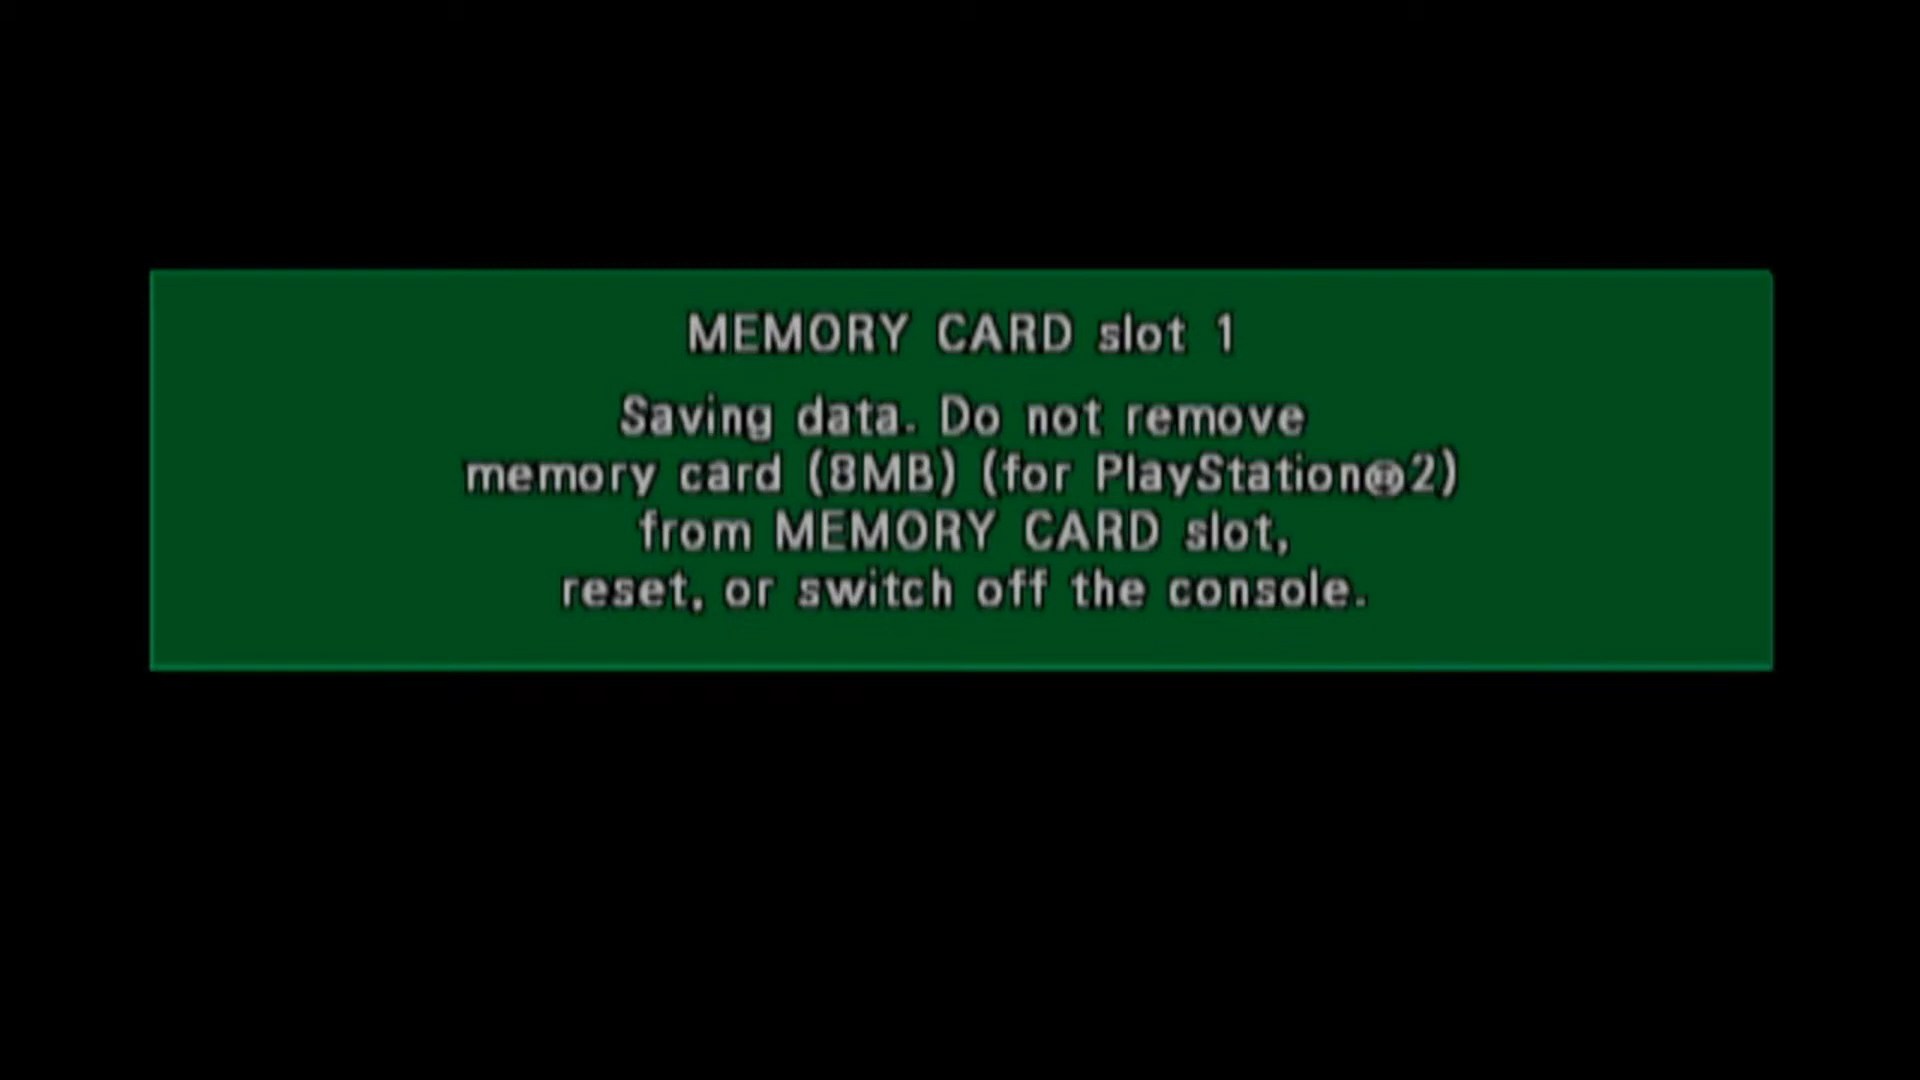 MEMORY CARD slot 1
Saving data. Do not remove
memory card (8MB) (for PlayStation®2)
from MEMORY CARD slot,
reset, or switch off the console.